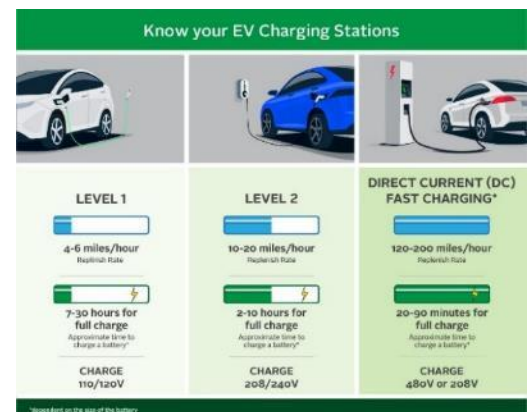 Know your EV Charging Stations
LEVEL 1
4-6 miles/hour
Replinish Rate
7-30 hours for
full charge
Approximate time to
charge a battery*
CHARGE
110/120V
LEVEL 2
10-20 miles/hour
Replenish Rate
2-10 hours for
full charge
Approximate time to
charge a battery*
CHARGE
208/240V
DIRECT CURRENT (DC)
FAST CHARGING*
120-200 miles/hour
Replenish Rate
20-90 minutes for
full charge
Approximate time to
charge a battery*
CHARGE
480V or 208V
*dependent on the size of the battery